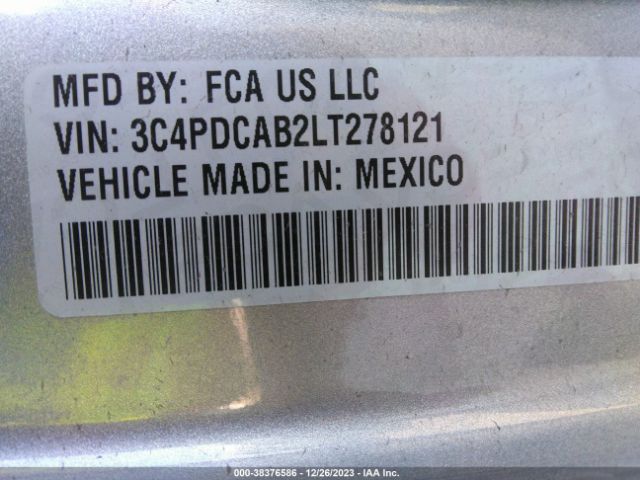 MFD BY: FCA US LLC
VIN: 3C4PDCAB2LT278121
VEHICLE MADE IN: MEXICO
000-38376586 - 12/26/2023 - IAA Inc.